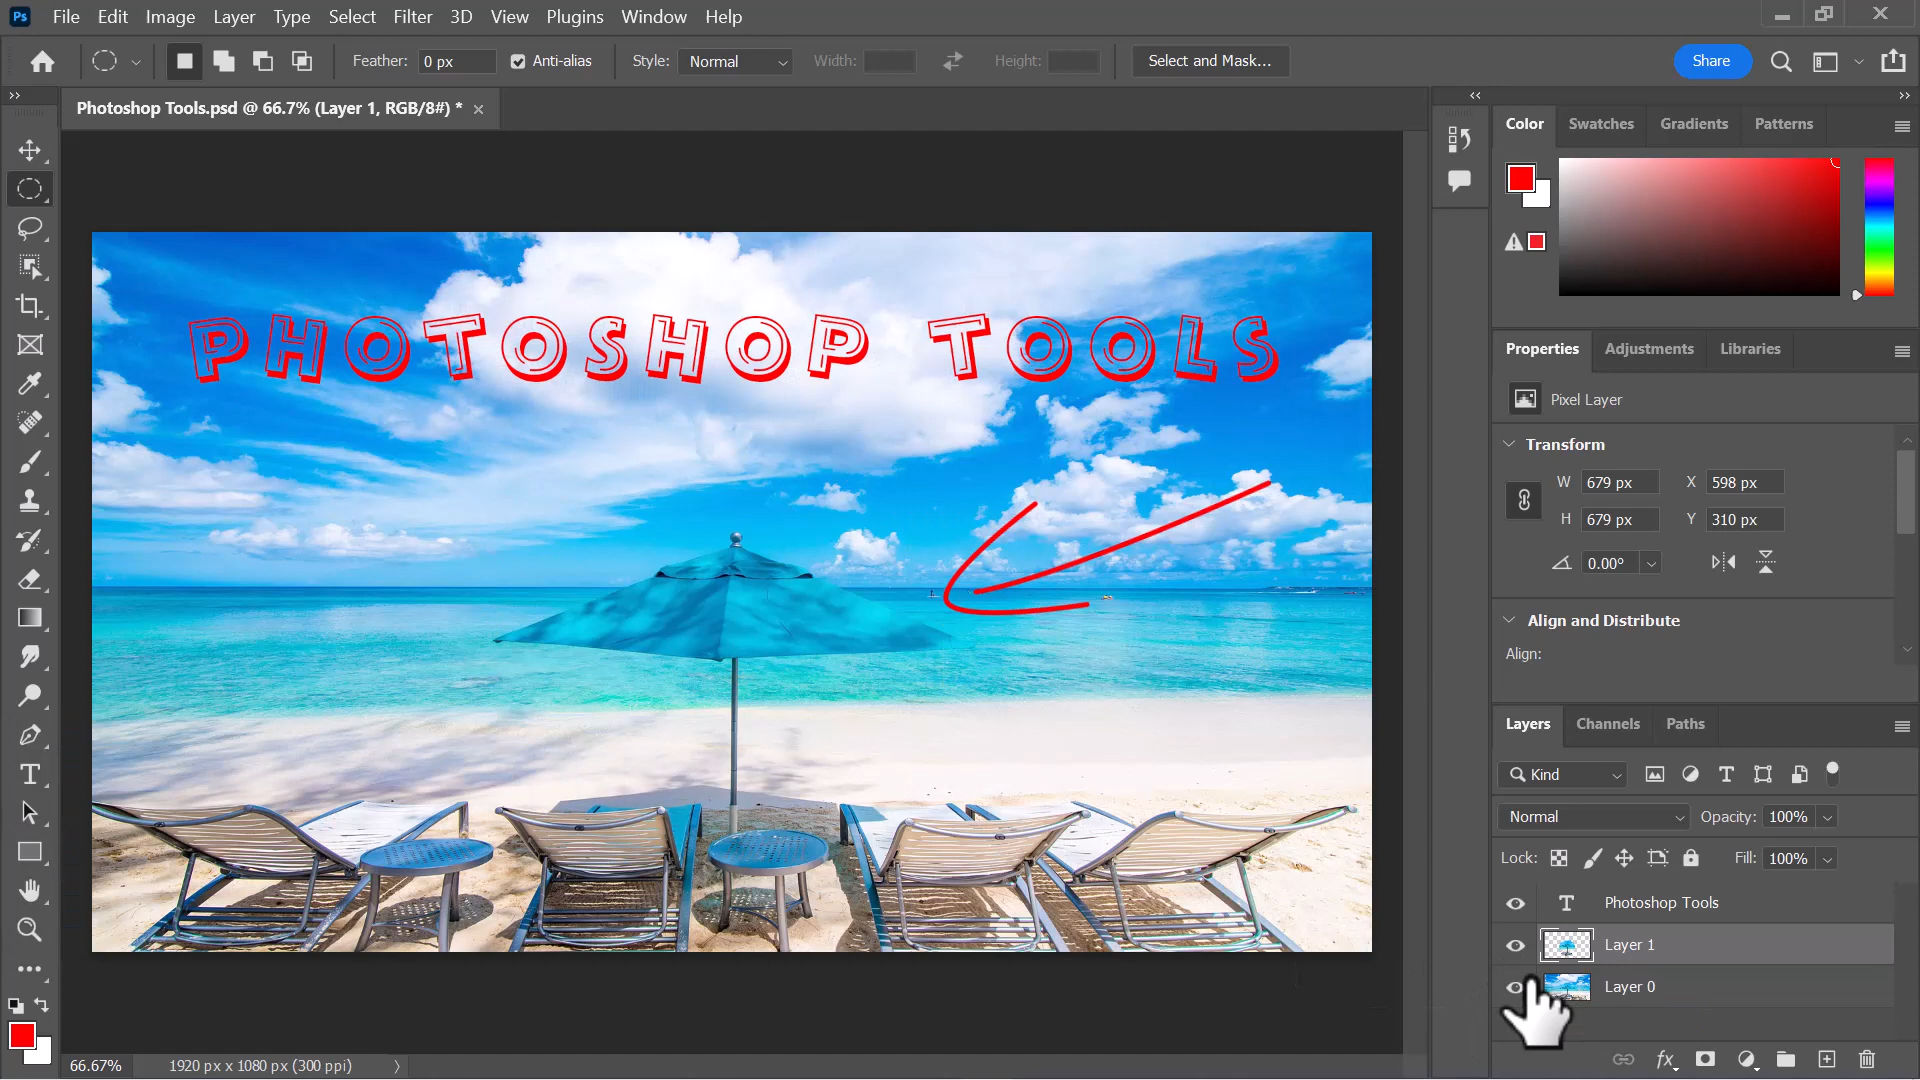 Ps File Edit Image Layer Type Select Filter 3D View Plugins Window Help
Feather: 0 px Anti-alias Style: Normal Width: Height: Select and Mask... Share
Photoshop Tools.psd @ 66.7% (Layer 1, RGB/8#) *
Color Swatches Gradients Patterns
PHOTOSHOP TOOLS
Properties Adjustments Libraries
Pixel Layer
Transform
W 679 px X 598 px
H 679 px Y 310 px
0.00°
Align and Distribute
Align:
Layers Channels Paths
Kind
Normal Opacity: 100%
Lock: Fill: 100%
Photoshop Tools
Layer 1
Layer 0
fx
66.67% 1920 px x 1080 px (300 ppi)